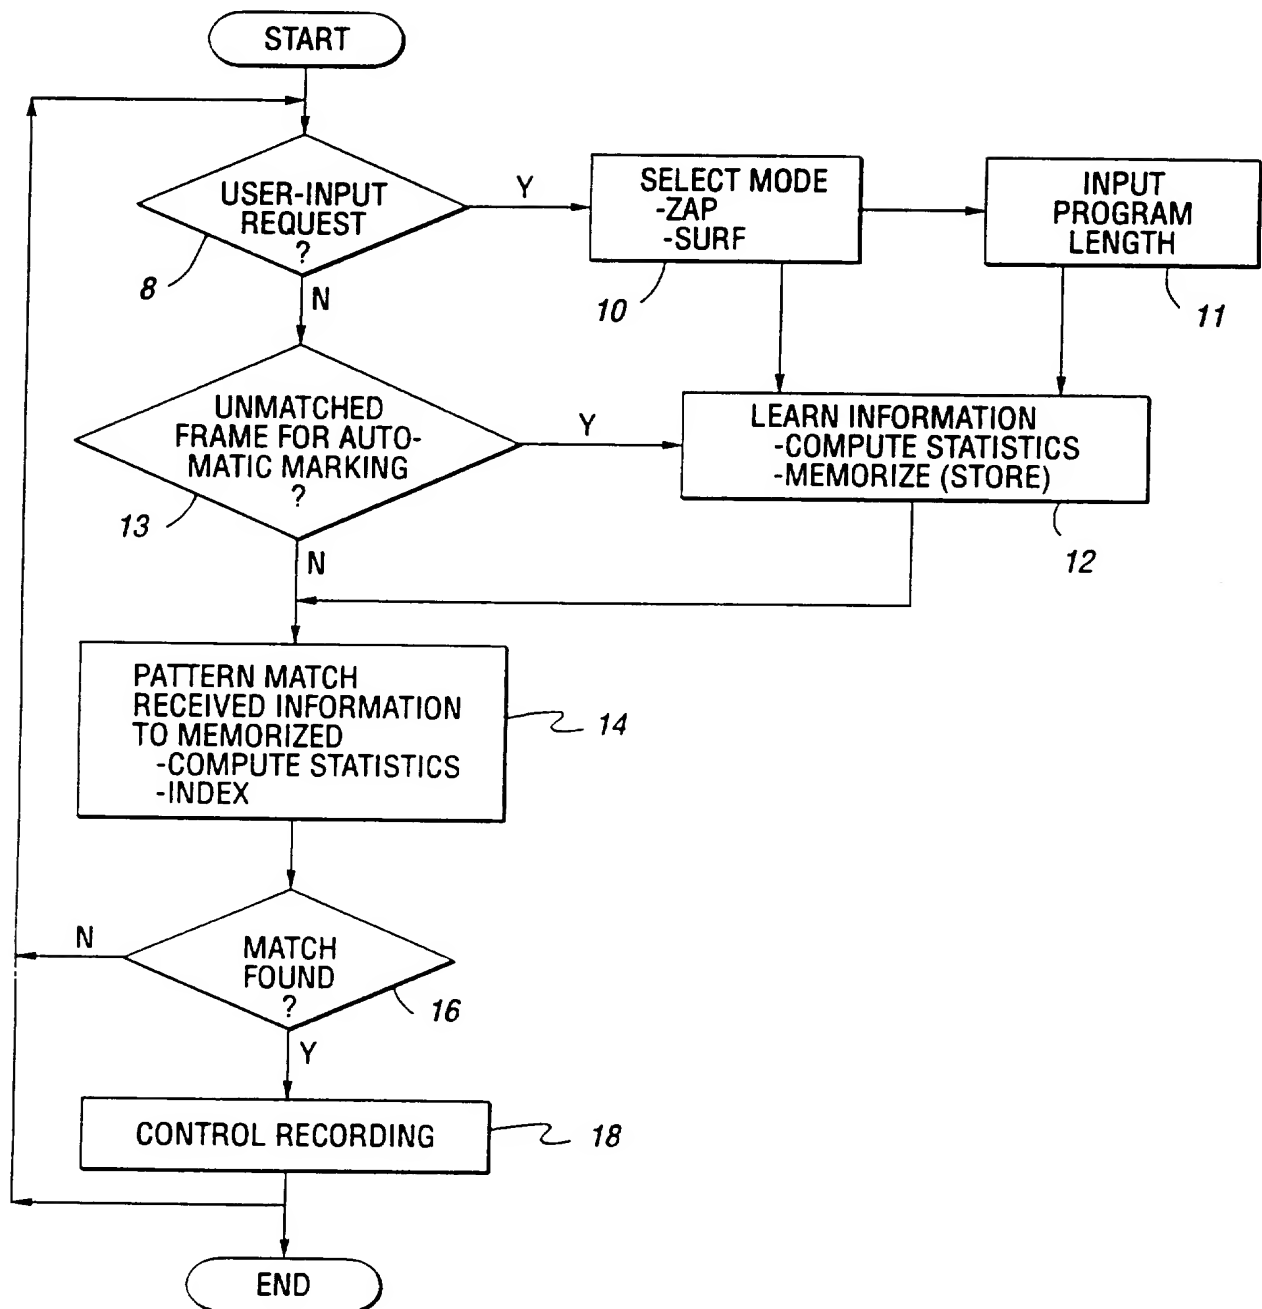 START
USER-INPUT
REQUEST
?
8
Y
N
SELECT MODE
-ZAP
-SURF
10
INPUT
PROGRAM
LENGTH
11
UNMATCHED
FRAME FOR AUTO-
MATIC MARKING
?
13
Y
N
LEARN INFORMATION
-COMPUTE STATISTICS
-MEMORIZE (STORE)
12
PATTERN MATCH
RECEIVED INFORMATION
TO MEMORIZED
-COMPUTE STATISTICS
-INDEX
14
N
MATCH
FOUND
?
16
Y
CONTROL RECORDING
18
END